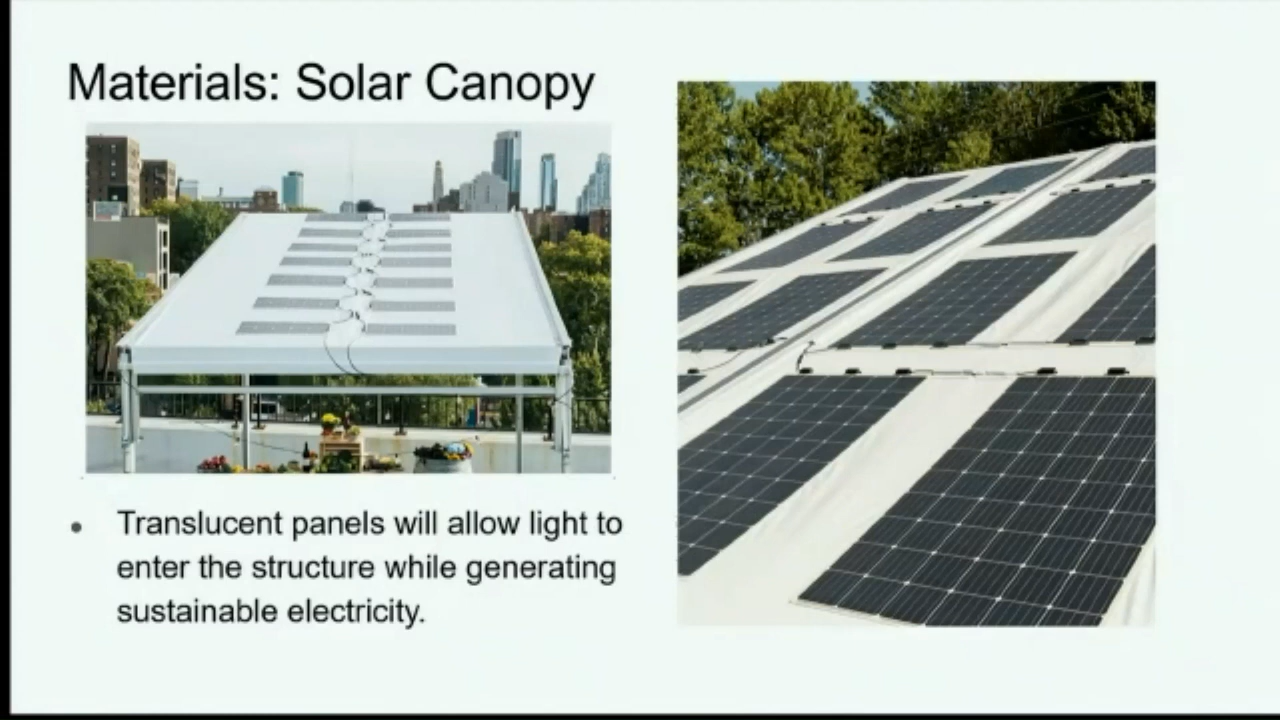 Materials: Solar Canopy
• Translucent panels will allow light to
enter the structure while generating
sustainable electricity.